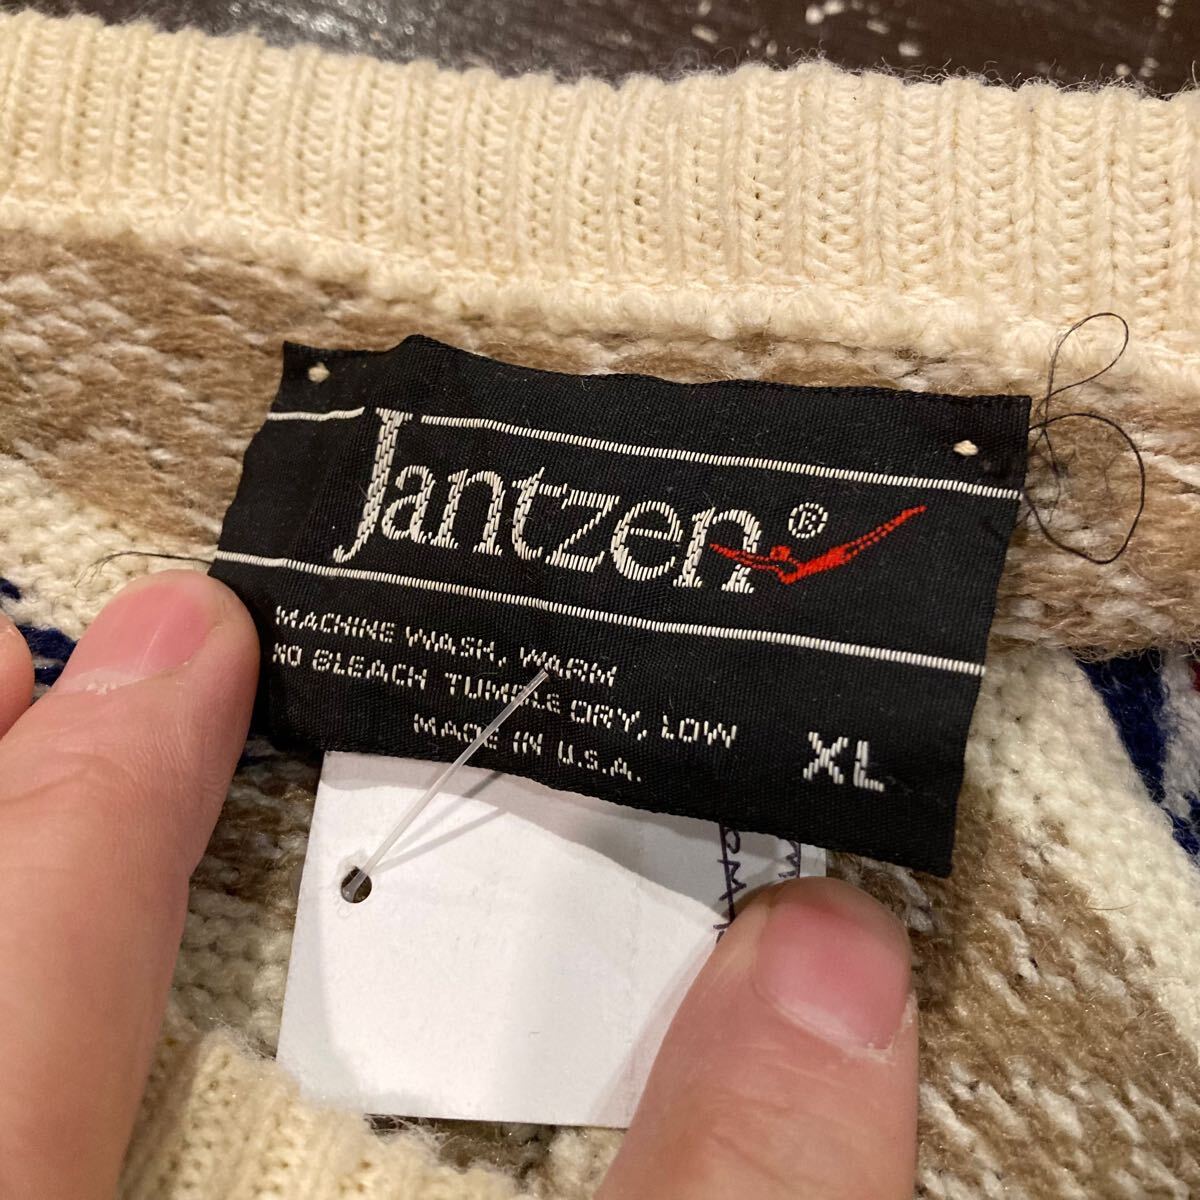 Jantzen®
MACHINE WASH, WARM
NO BLEACH TUMBLE DRY, LOW
MADE IN U.S.A.
XL